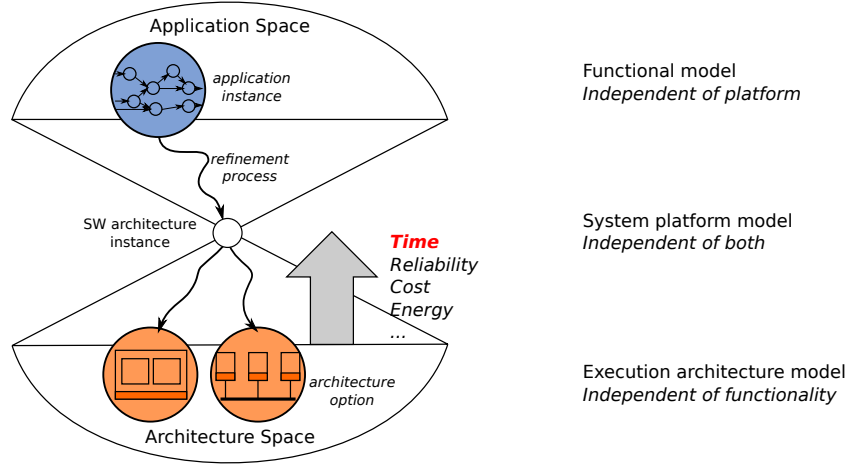 Application Space
application
instance
Functional model
Independent of platform
refinement
process
SW architecture
instance
System platform model
Independent of both
Time
Reliability
Cost
Energy
...
architecture
option
Execution architecture model
Independent of functionality
Architecture Space